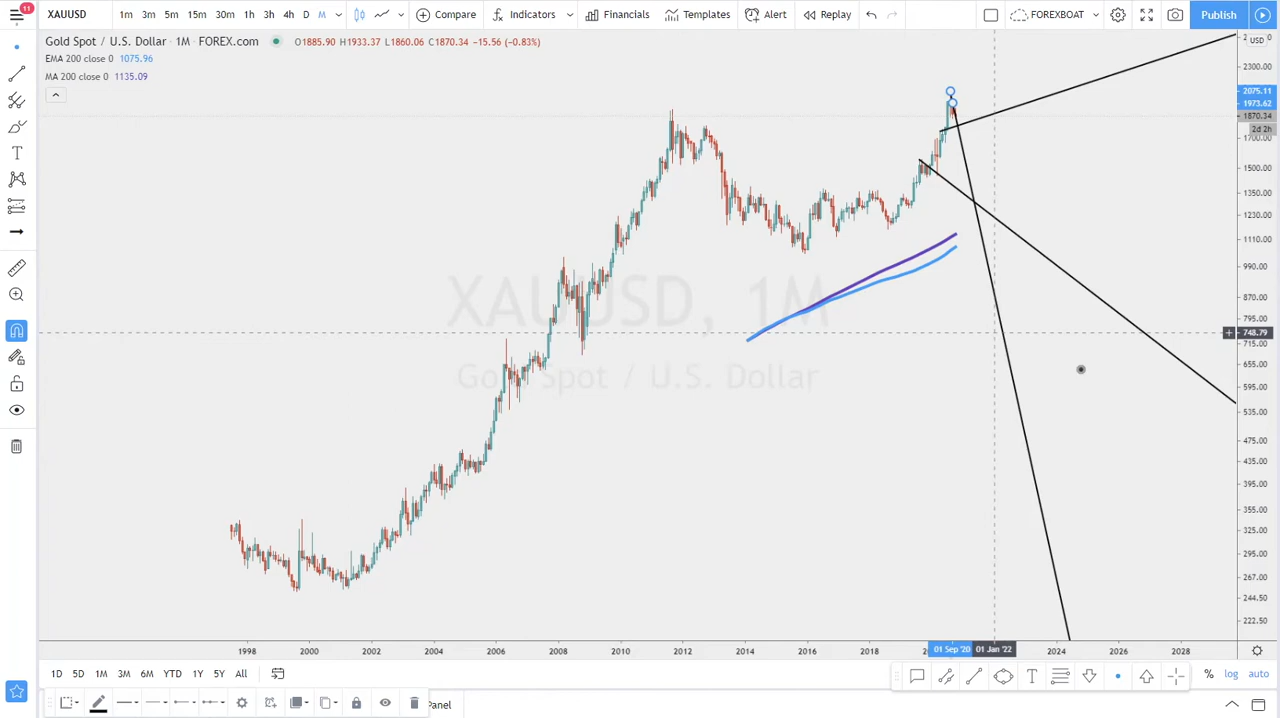 11
XAUUSD
1m 3m 5m 15m 30m 1h 3h 4h D M
Compare
Indicators
Financials
Templates
Alert
Replay
FOREXBOAT
Publish
Gold Spot / U.S. Dollar · 1M · FOREX.com
O1885.90 H1933.37 L1860.06 C1870.34 −15.56 (−0.83%)
EMA 200 close 0 1075.96
MA 200 close 0 1135.09
USD
2300.00
2075.11
1973.62
1870.34
2d 2h
1700.00
1500.00
1350.00
1230.00
1110.00
990.00
870.00
795.00
748.79
715.00
655.00
595.00
535.00
475.00
435.00
395.00
355.00
325.00
295.00
267.00
244.50
222.50
XAUUSD, 1M
Gold Spot / U.S. Dollar
1998 2000 2002 2004 2006 2008 2010 2012 2014 2016 2018 01 Sep '20 01 Jan '22 2024 2026 2028
1D 5D 1M 3M 6M YTD 1Y 5Y All
% log auto
Panel